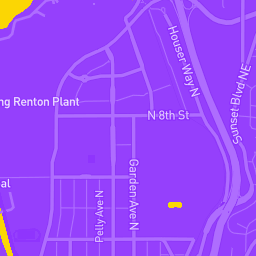 Houser Way N
ng Renton Plant
N 8th St
Sunset Blvd NE
al
Pelly Ave N
Garden Ave N